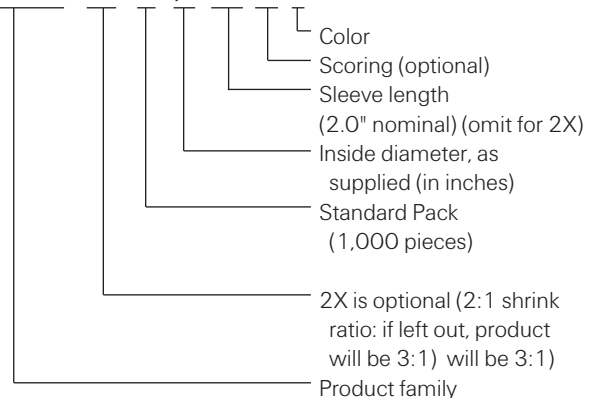 Color
Scoring (optional)
Sleeve length
(2.0" nominal) (omit for 2X)
Inside diameter, as
supplied (in inches)
Standard Pack
(1,000 pieces)
2X is optional (2:1 shrink
ratio: if left out, product
will be 3:1) will be 3:1)
Product family